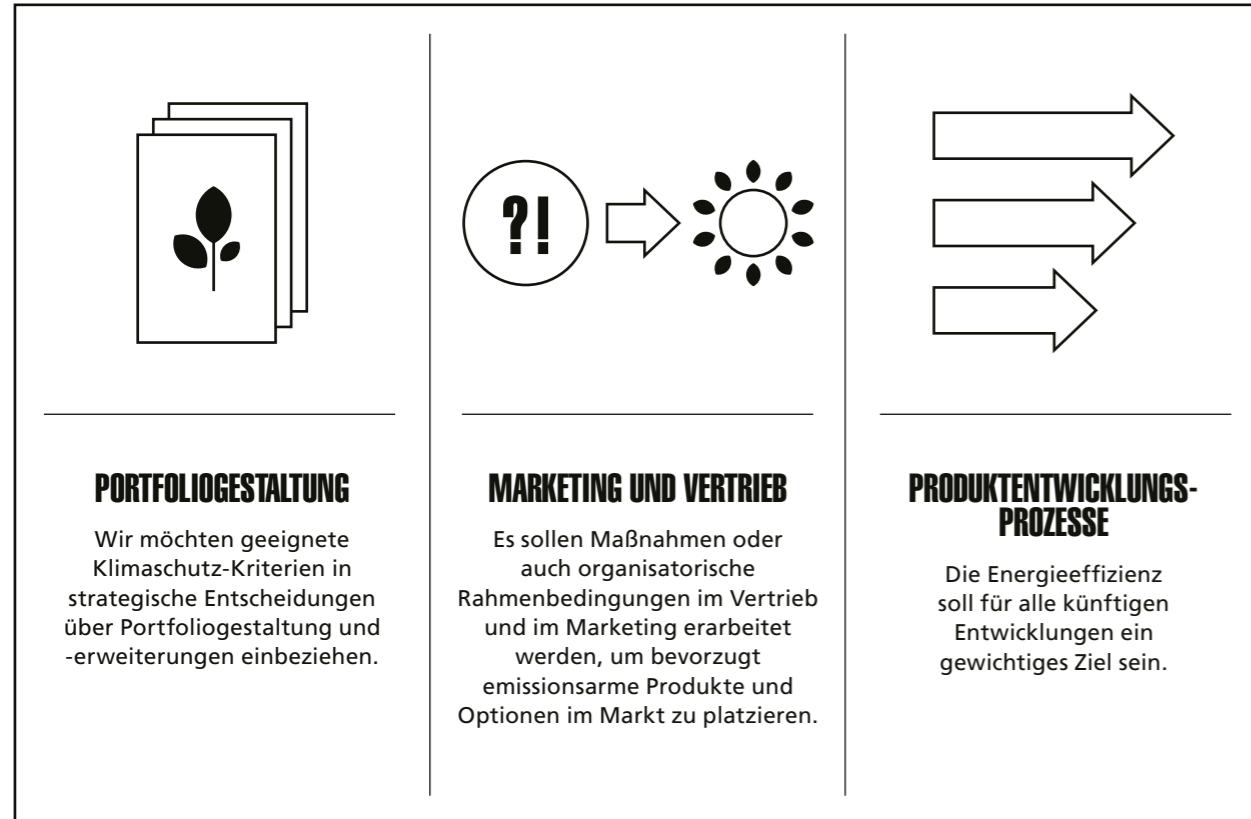 ?!
PORTFOLIOGESTALTUNG
Wir möchten geeignete
Klimaschutz-Kriterien in
strategische Entscheidungen
über Portfoliogestaltung und
-erweiterungen einbeziehen.
MARKETING UND VERTRIEB
Es sollen Maßnahmen oder
auch organisatorische
Rahmenbedingungen im Vertrieb
und im Marketing erarbeitet
werden, um bevorzugt
emissionsarme Produkte und
Optionen im Markt zu platzieren.
PRODUKTENTWICKLUNGS-
PROZESSE
Die Energieeffizienz
soll für alle künftigen
Entwicklungen ein
gewichtiges Ziel sein.